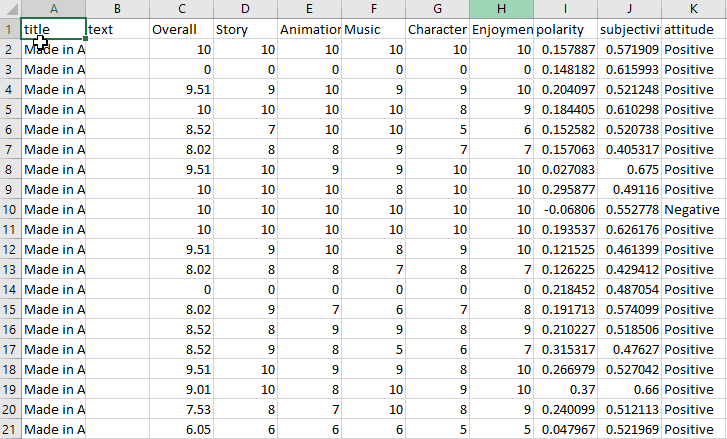 A B C D E F G H I J K
1 title text Overall Story Animation Music Character Enjoymen polarity subjectivi attitude
2 Made in A 10 10 10 10 10 10 0.157887 0.571909 Positive
3 Made in A 0 0 0 0 0 0 0.148182 0.615993 Positive
4 Made in A 9.51 9 10 9 9 10 0.204097 0.521248 Positive
5 Made in A 10 10 10 10 8 9 0.184405 0.610298 Positive
6 Made in A 8.52 7 10 10 5 6 0.152582 0.520738 Positive
7 Made in A 8.02 8 8 9 7 7 0.157063 0.405317 Positive
8 Made in A 9.51 10 9 9 10 10 0.027083 0.675 Positive
9 Made in A 10 10 10 8 10 10 0.295877 0.49116 Positive
10 Made in A 10 10 10 10 10 10 -0.06806 0.552778 Negative
11 Made in A 10 10 10 10 10 10 0.193537 0.626176 Positive
12 Made in A 9.51 9 10 8 9 10 0.121525 0.461399 Positive
13 Made in A 8.02 8 8 7 8 7 0.126225 0.429412 Positive
14 Made in A 0 0 0 0 0 0 0.218452 0.487054 Positive
15 Made in A 8.02 9 7 6 7 8 0.191713 0.574099 Positive
16 Made in A 8.52 8 9 9 8 9 0.210227 0.518506 Positive
17 Made in A 8.52 9 8 5 6 7 0.315317 0.47627 Positive
18 Made in A 9.51 10 9 9 8 10 0.266979 0.527042 Positive
19 Made in A 9.01 10 8 10 9 10 0.37 0.66 Positive
20 Made in A 7.53 8 7 10 8 9 0.240099 0.512113 Positive
21 Made in A 6.05 6 6 6 5 5 0.047967 0.521969 Positive